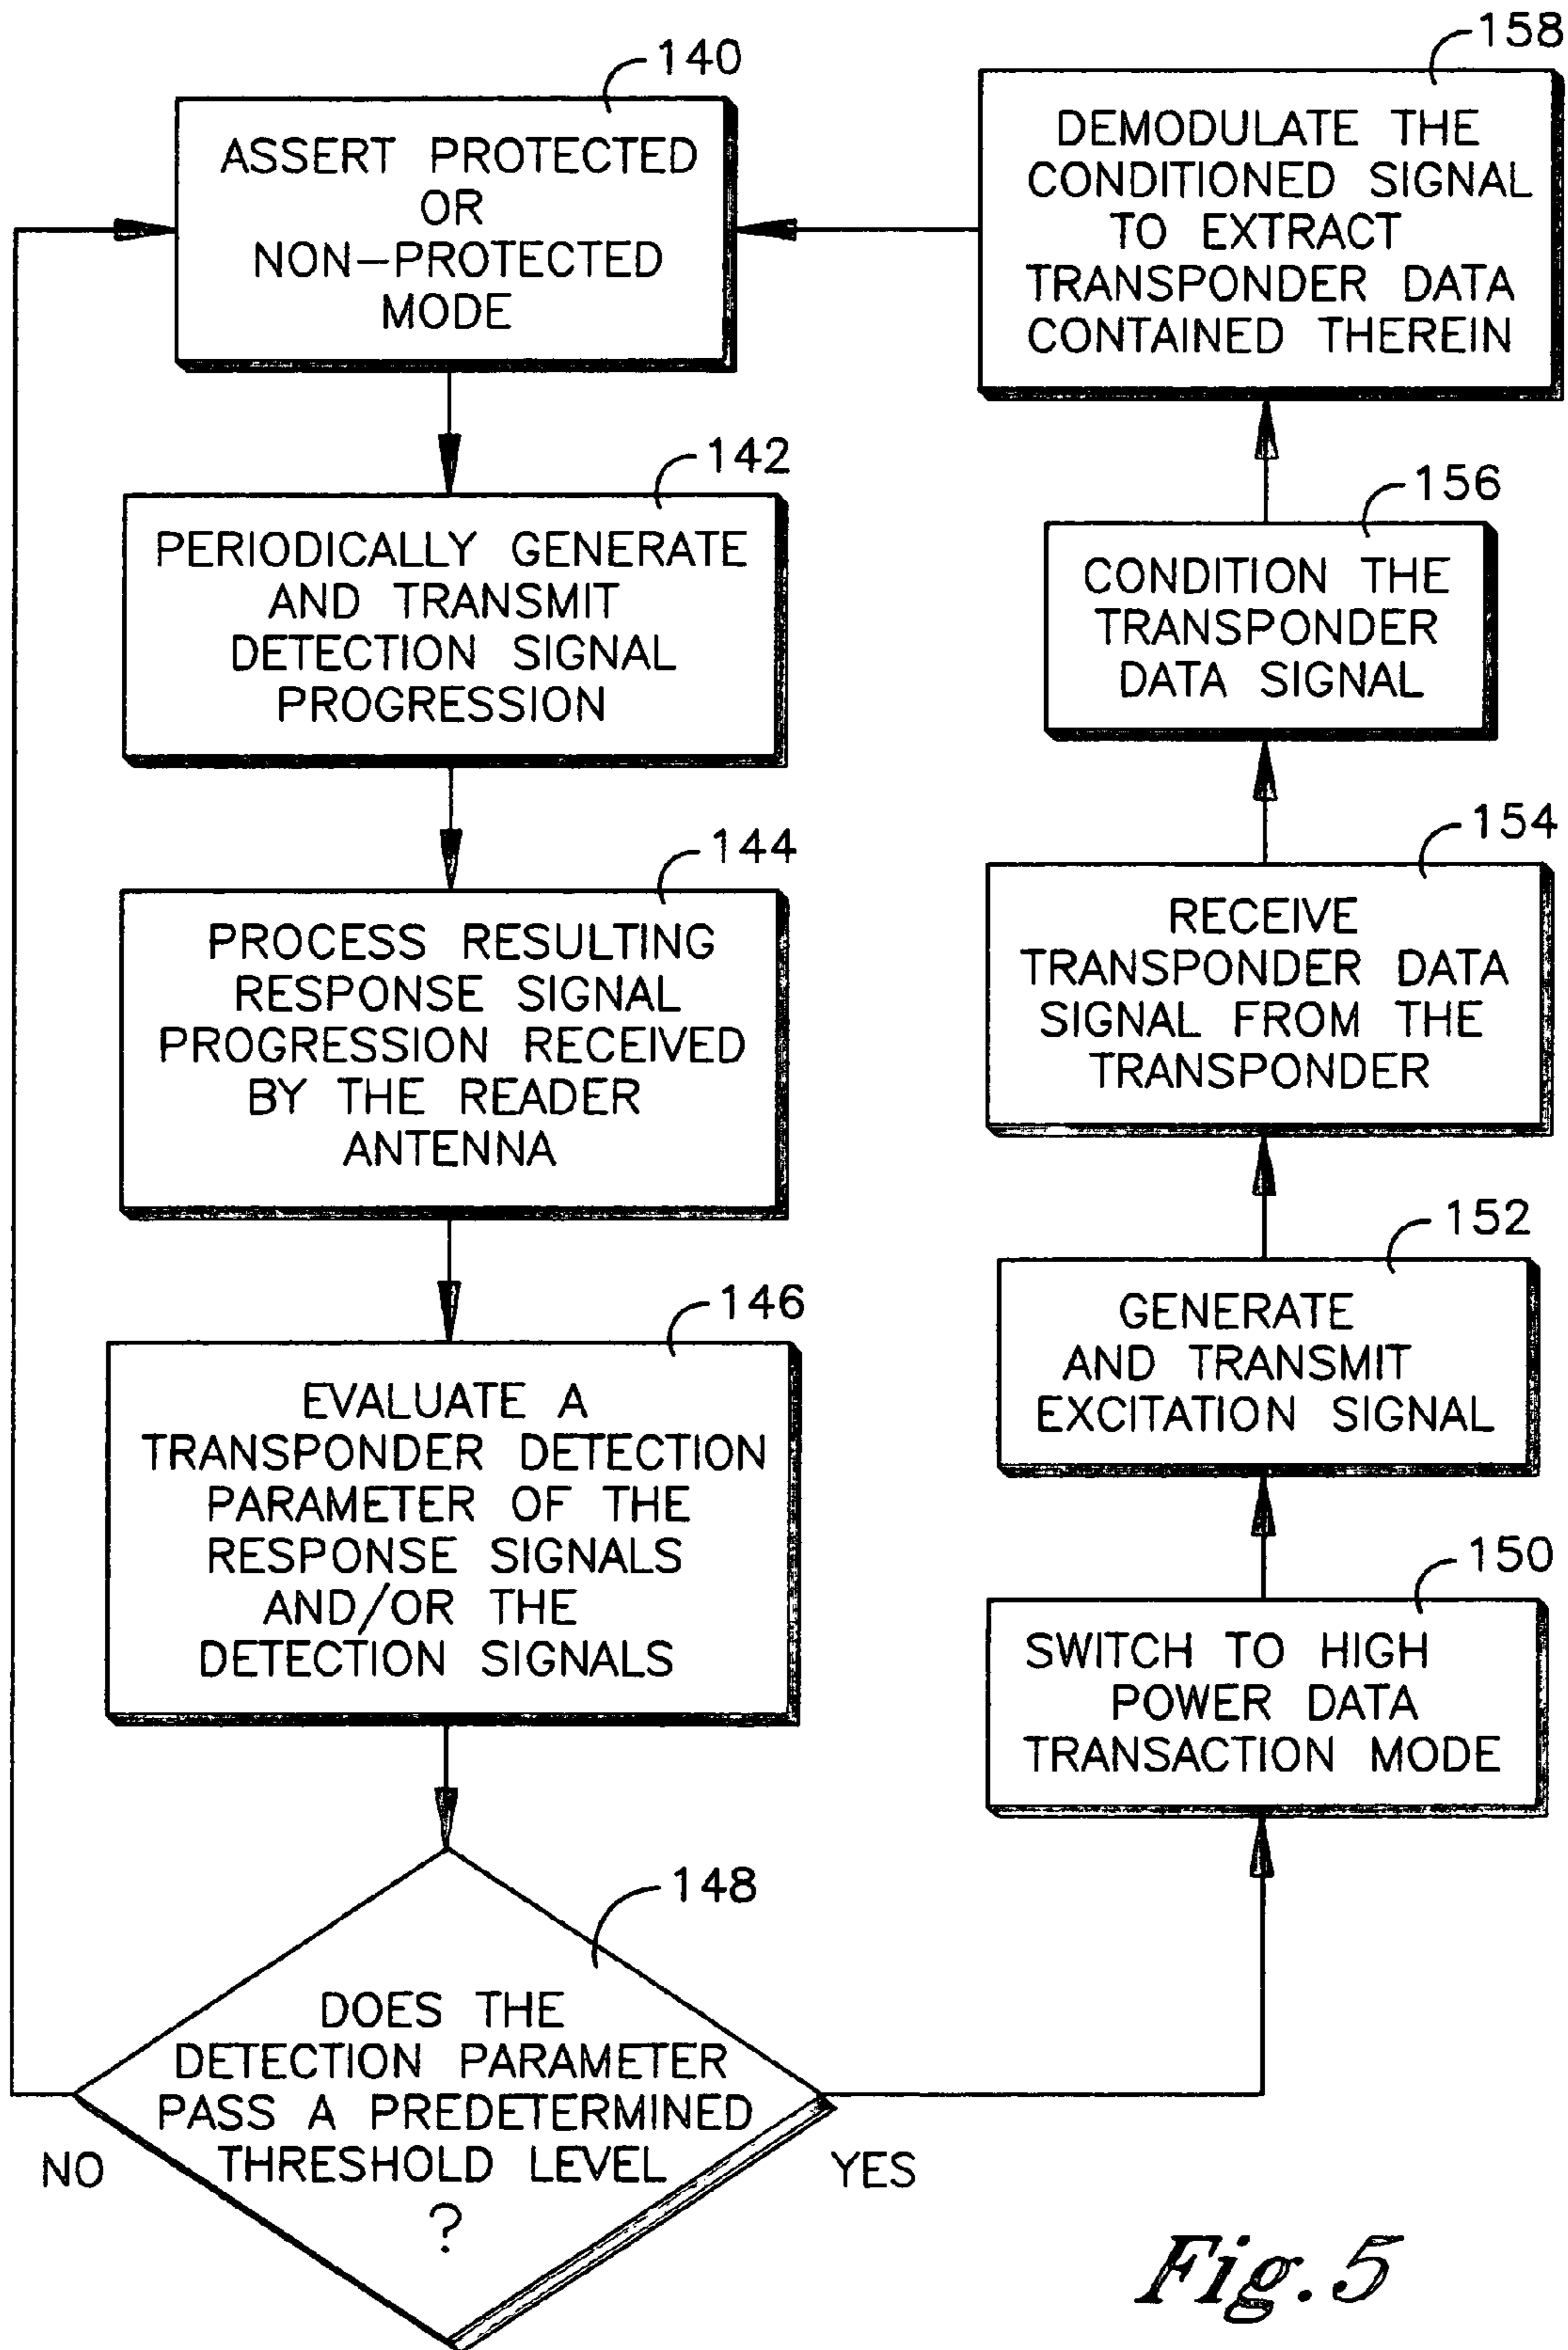 140
ASSERT PROTECTED
OR
NON-PROTECTED
MODE
142
PERIODICALLY GENERATE
AND TRANSMIT
DETECTION SIGNAL
PROGRESSION
144
PROCESS RESULTING
RESPONSE SIGNAL
PROGRESSION RECEIVED
BY THE READER
ANTENNA
146
EVALUATE A
TRANSPONDER DETECTION
PARAMETER OF THE
RESPONSE SIGNALS
AND/OR THE
DETECTION SIGNALS
148
DOES THE
DETECTION PARAMETER
PASS A PREDETERMINED
THRESHOLD LEVEL
?
NO
YES
150
SWITCH TO HIGH
POWER DATA
TRANSACTION MODE
152
GENERATE
AND TRANSMIT
EXCITATION SIGNAL
154
RECEIVE
TRANSPONDER DATA
SIGNAL FROM THE
TRANSPONDER
156
CONDITION THE
TRANSPONDER
DATA SIGNAL
158
DEMODULATE THE
CONDITIONED SIGNAL
TO EXTRACT
TRANSPONDER DATA
CONTAINED THEREIN
Fig. 5